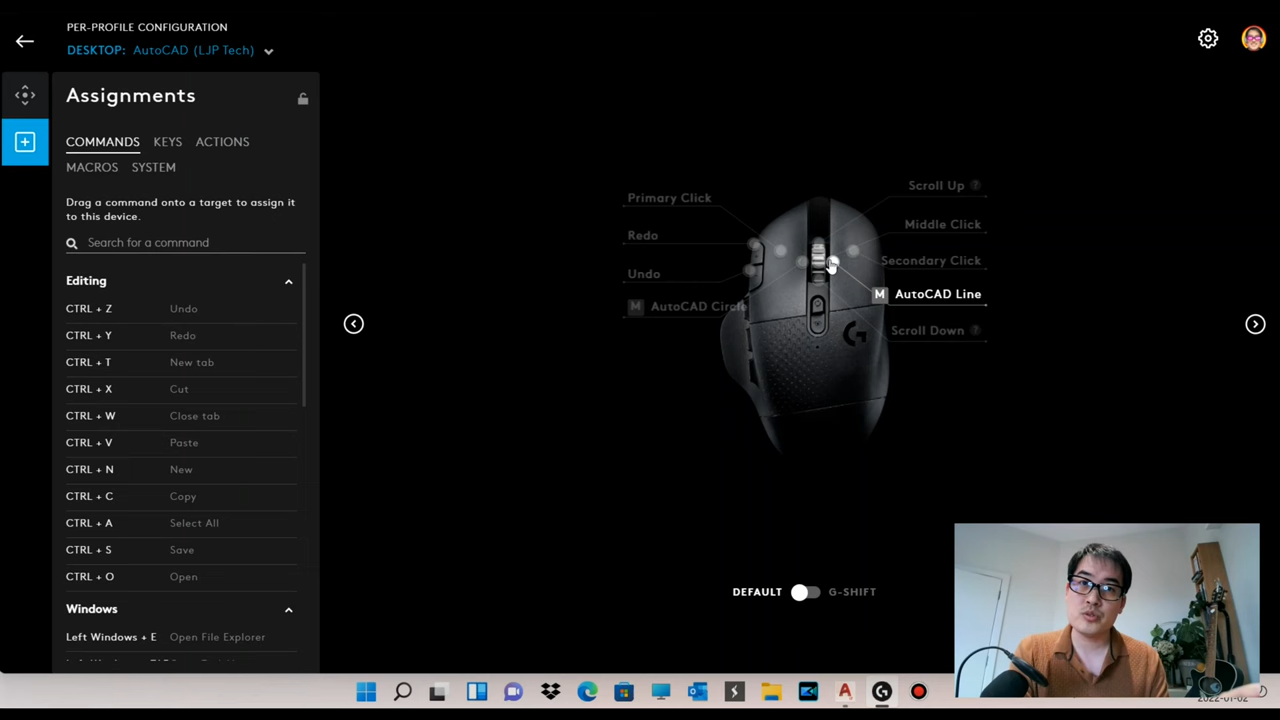 PER-PROFILE CONFIGURATION
DESKTOP: AutoCAD (LJP Tech)
Assignments
COMMANDS KEYS ACTIONS
MACROS SYSTEM
Drag a command onto a target to assign it
to this device.
Search for a command
Editing
CTRL + Z Undo
CTRL + Y Redo
CTRL + T New tab
CTRL + X Cut
CTRL + W Close tab
CTRL + V Paste
CTRL + N New
CTRL + C Copy
CTRL + A Select All
CTRL + S Save
CTRL + O Open
Windows
Left Windows + E Open File Explorer
Primary Click
Redo
Undo
M AutoCAD Circle
Scroll Up ?
Middle Click
Secondary Click
M AutoCAD Line
Scroll Down ?
DEFAULT G-SHIFT
2022-01-02